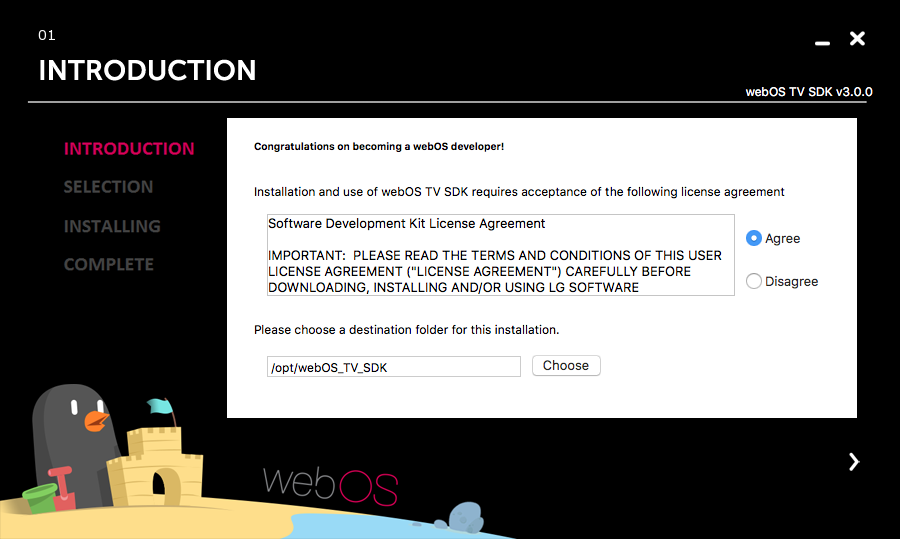 01
INTRODUCTION
webOS TV SDK v3.0.0
INTRODUCTION
SELECTION
INSTALLING
COMPLETE
Congratulations on becoming a webOS developer!
Installation and use of webOS TV SDK requires acceptance of the following license agreement
Software Development Kit License Agreement
IMPORTANT:  PLEASE READ THE TERMS AND CONDITIONS OF THIS USER
LICENSE AGREEMENT ("LICENSE AGREEMENT") CAREFULLY BEFORE
DOWNLOADING, INSTALLING AND/OR USING LG SOFTWARE
Agree
Disagree
Please choose a destination folder for this installation.
/opt/webOS_TV_SDK
Choose
webOS